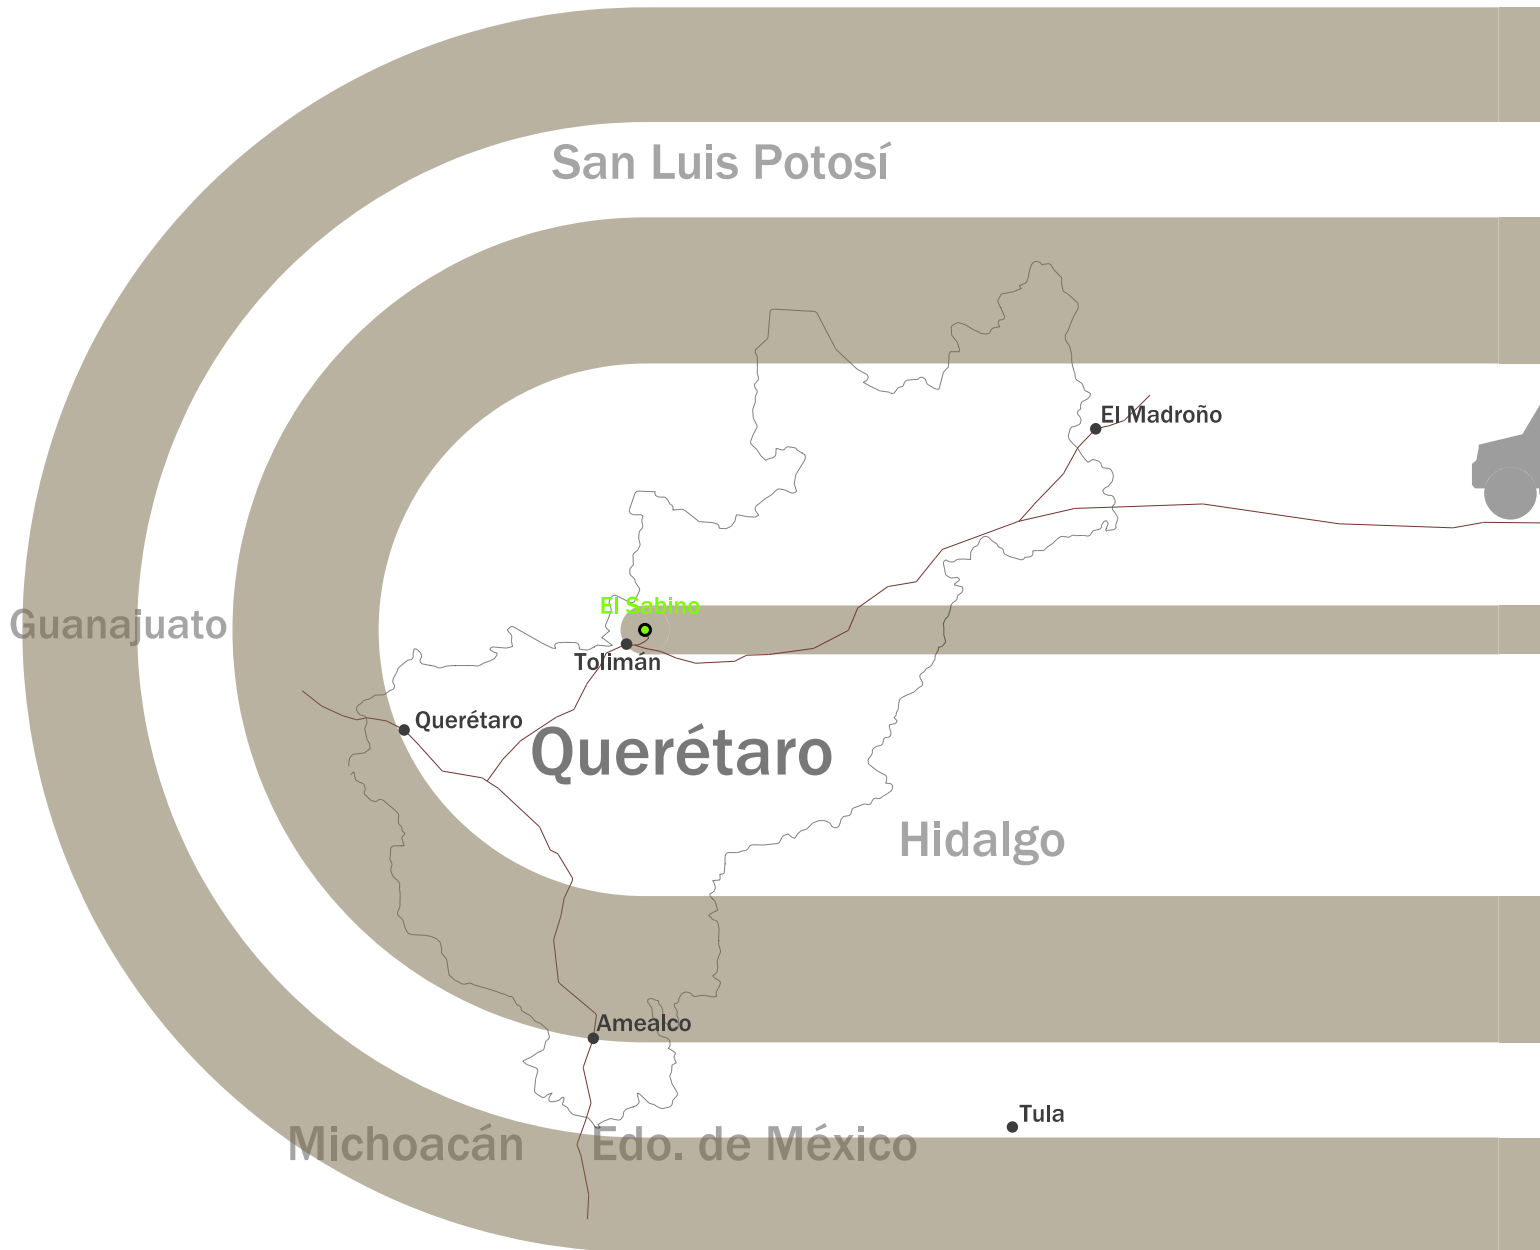 San Luis Potosí
El Madroño
El Sabino
Guanajuato
Tolimán
Querétaro
Querétaro
Hidalgo
Amealco
Tula
Michoacán
Edo. de México